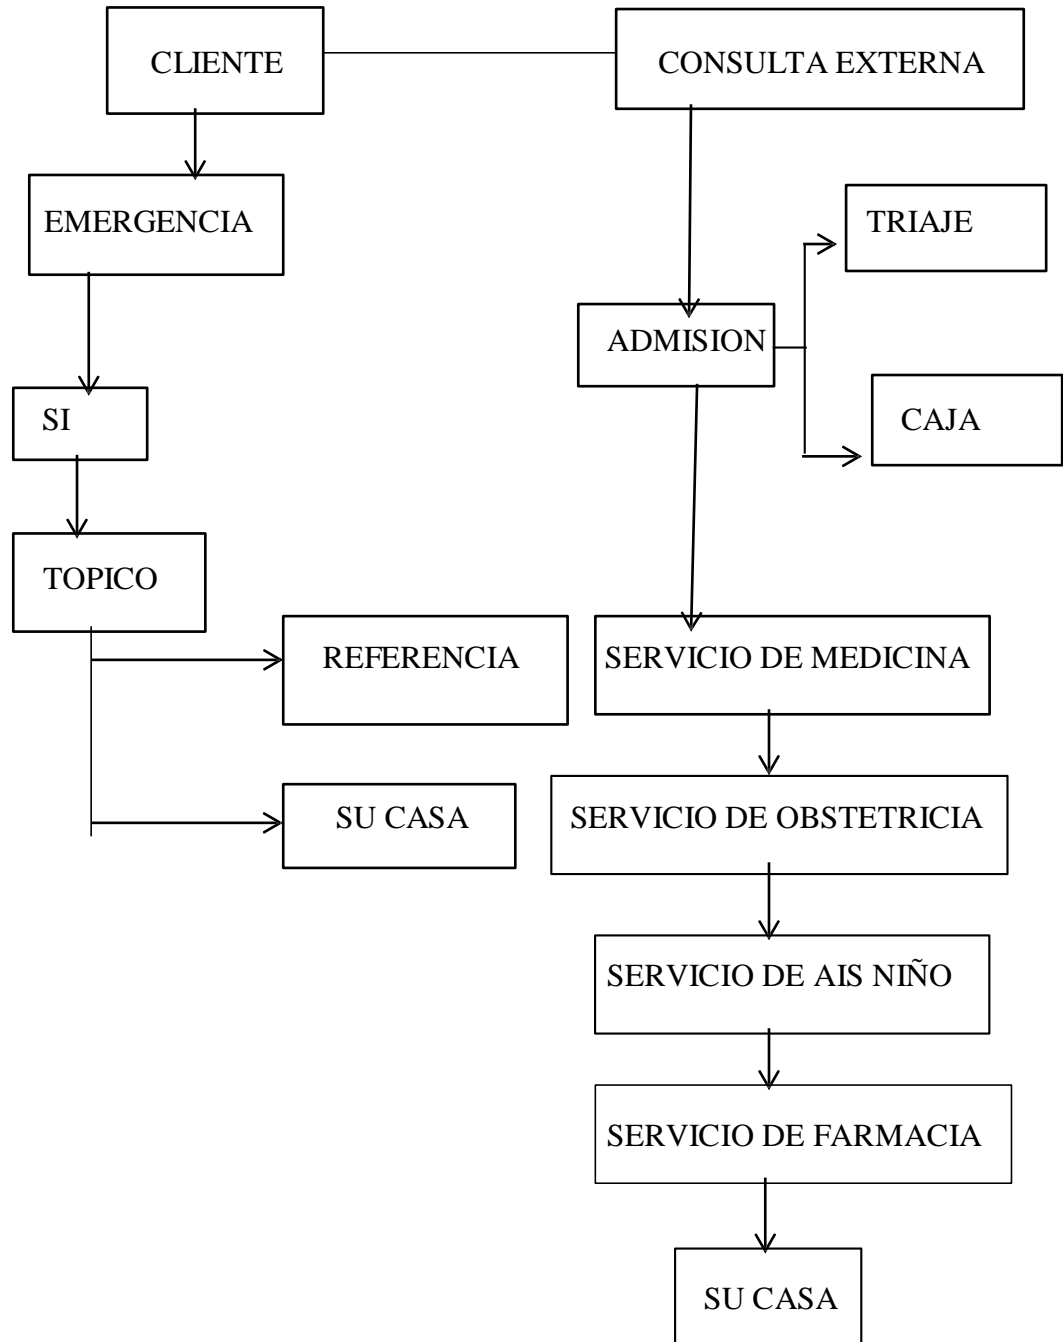 CLIENTE
CONSULTA EXTERNA
EMERGENCIA
TRIAJE
ADMISION
SI
CAJA
TOPICO
REFERENCIA
SERVICIO DE MEDICINA
SU CASA
SERVICIO DE OBSTETRICIA
SERVICIO DE AIS NIÑO
SERVICIO DE FARMACIA
SU CASA